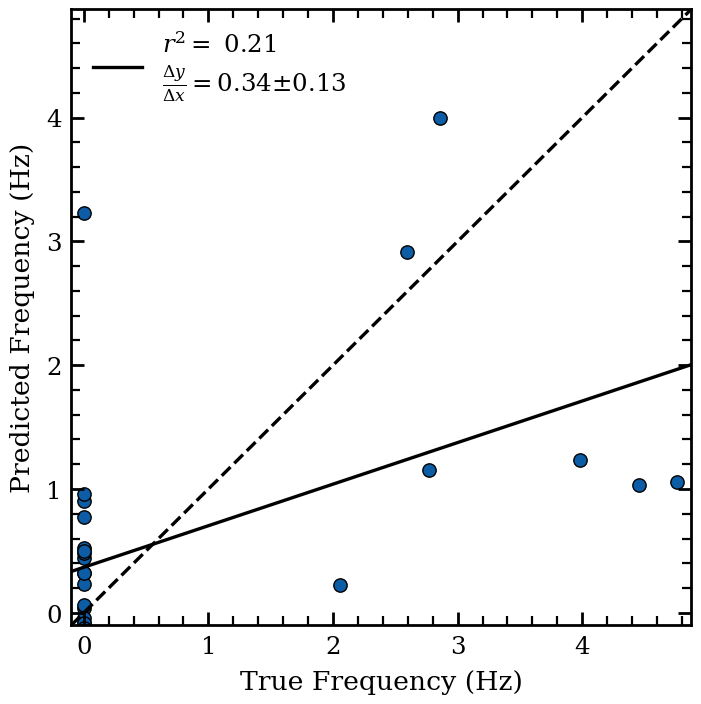 r² = 0.21
Δy/Δx = 0.34±0.13
Predicted Frequency (Hz)
4
3
2
1
0
0 1 2 3 4
True Frequency (Hz)